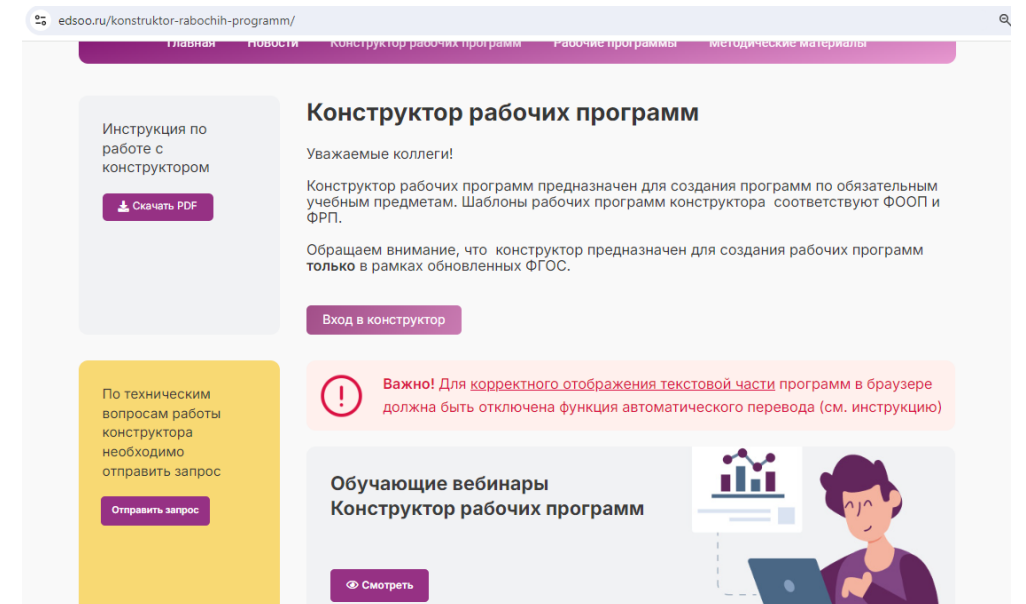 edsoo.ru/konstruktor-rabochih-programm/
Главная Новости Конструктор рабочих программ Рабочие программы Методические материалы
Инструкция по
работе с
конструктором
Скачать PDF
Конструктор рабочих программ
Уважаемые коллеги!
Конструктор рабочих программ предназначен для создания программ по обязательным
учебным предметам. Шаблоны рабочих программ конструктора соответствуют ФООП и
ФРП.
Обращаем внимание, что конструктор предназначен для создания рабочих программ
только в рамках обновленных ФГОС.
Вход в конструктор
По техническим
вопросам работы
конструктора
необходимо
отправить запрос
Отправить запрос
Важно! Для корректного отображения текстовой части программ в браузере
должна быть отключена функция автоматического перевода (см. инструкцию)
Обучающие вебинары
Конструктор рабочих программ
Смотреть